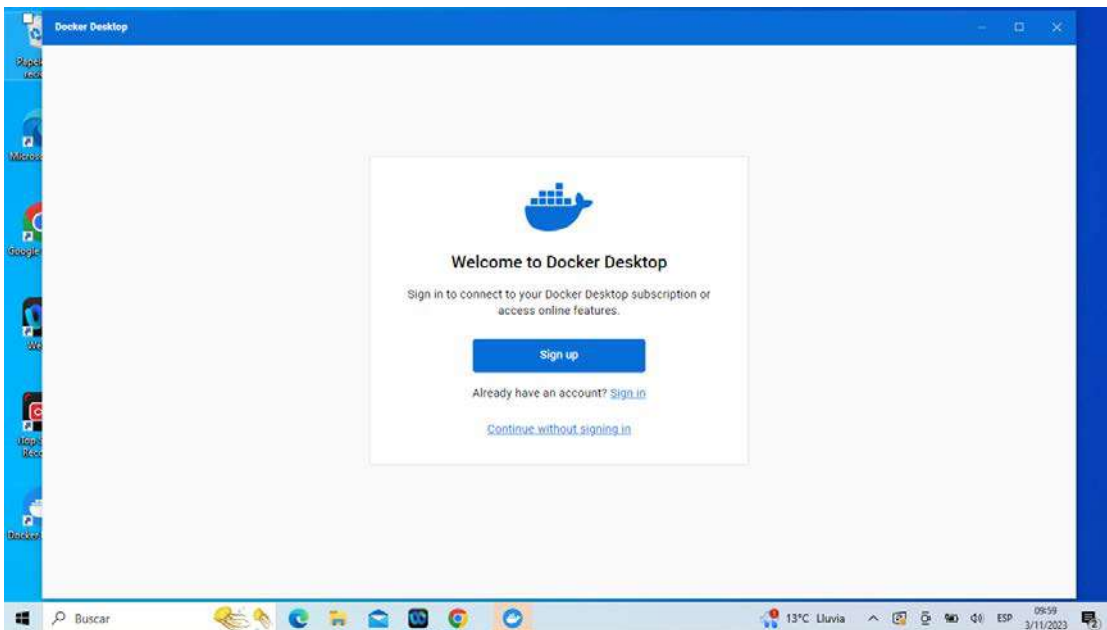 Docker Desktop
Welcome to Docker Desktop
Sign in to connect to your Docker Desktop subscription or
access online features.
Sign up
Already have an account? Sign in
Continue without signing in
Google
Buscar
13°C Lluvia
ESP
09:59
3/11/2023
2